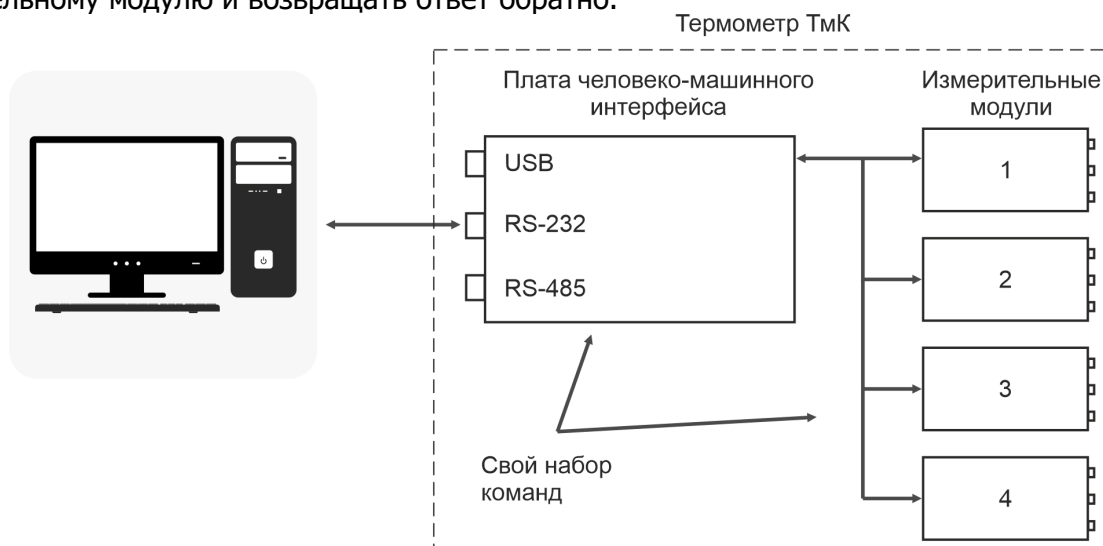 ельному модулю и возвращать ответ обратно.
Термометр ТмК
Плата человеко-машинного
интерфейса
Измерительные
модули
USB
RS-232
RS-485
1
2
3
4
Свой набор
команд